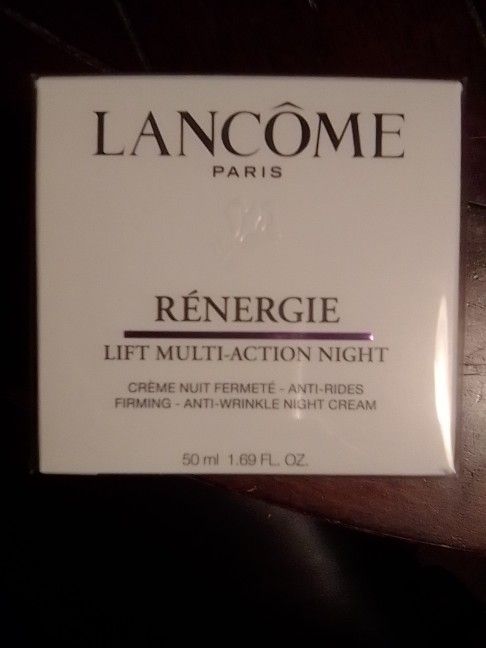 LANCÔME
PARIS
RÉNERGIE
LIFT MULTI-ACTION NIGHT
CRÈME NUIT FERMETÉ - ANTI-RIDES
FIRMING - ANTI-WRINKLE NIGHT CREAM
50 ml 1.69 FL. OZ.